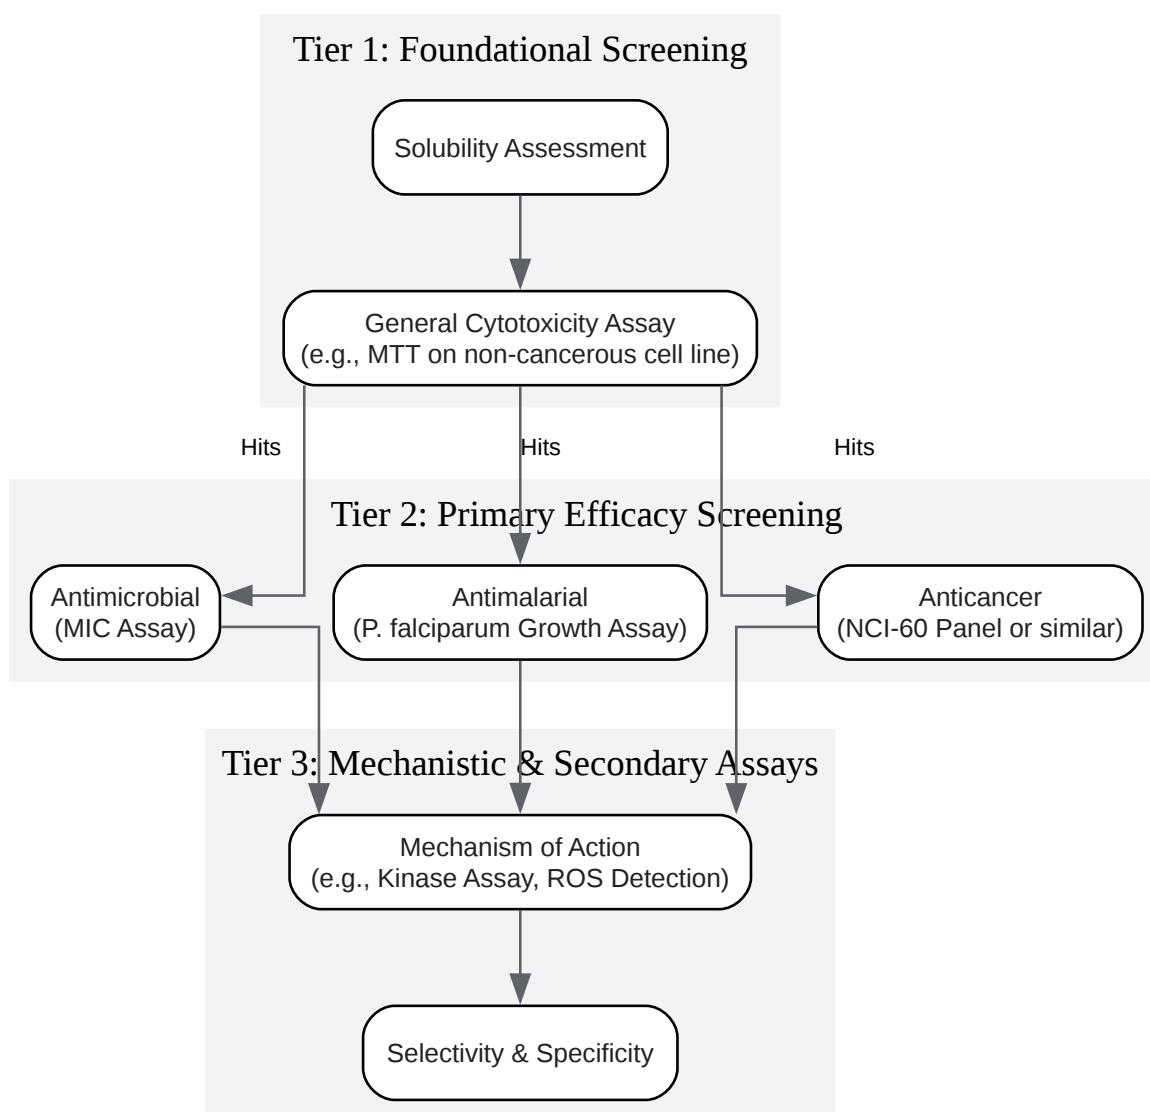 Tier 1: Foundational Screening
Solubility Assessment
General Cytotoxicity Assay
(e.g., MTT on non-cancerous cell line)
Hits
Hits
Hits
Tier 2: Primary Efficacy Screening
Antimicrobial
(MIC Assay)
Antimalarial
(P. falciparum Growth Assay)
Anticancer
(NCI-60 Panel or similar)
Tier 3: Mechanistic & Secondary Assays
Mechanism of Action
(e.g., Kinase Assay, ROS Detection)
Selectivity & Specificity